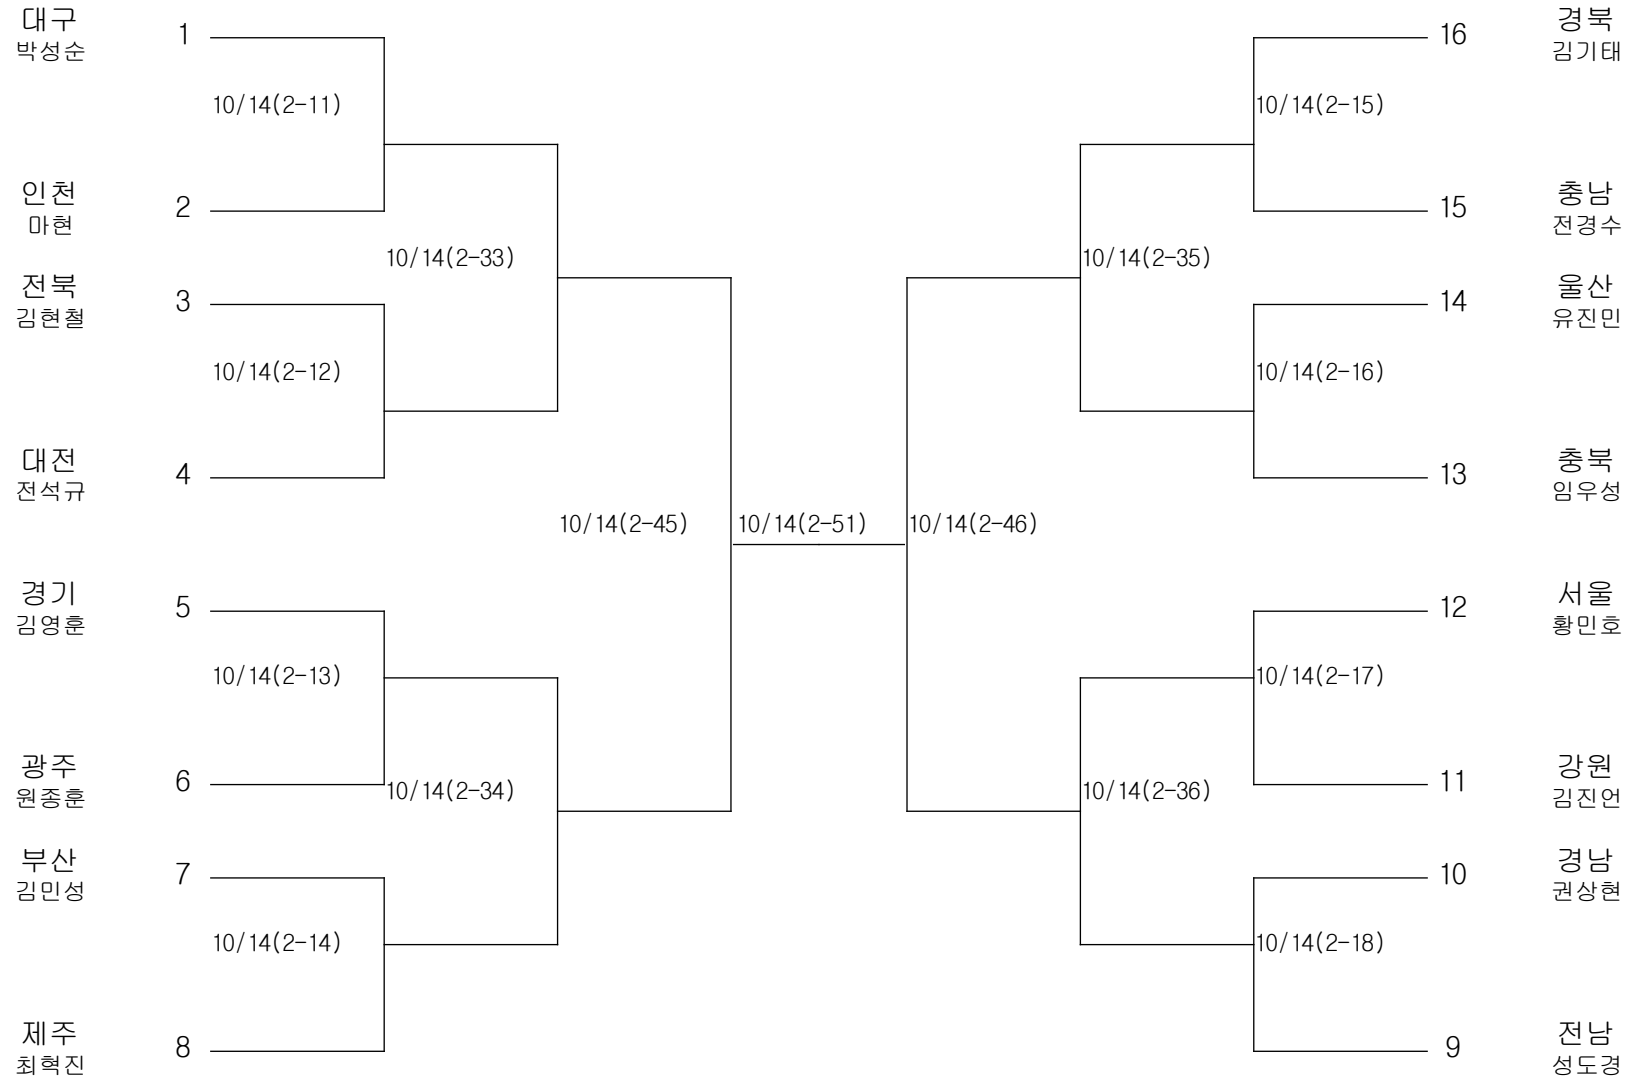 대구 1 16 경북
박성순 김기태
10/14(2-11) 10/14(2-15)
인천 2 15 충남
마현 전경수
10/14(2-33) 10/14(2-35)
전북 3 14 울산
김현철 유진민
10/14(2-12) 10/14(2-16)
대전 4 13 충북
전석규 임우성
10/14(2-45) 10/14(2-51) 10/14(2-46)
경기 5 12 서울
김영훈 황민호
10/14(2-13) 10/14(2-17)
광주 6 11 강원
원종훈 10/14(2-34) 10/14(2-36) 김진언
부산 7 10 경남
김민성 권상현
10/14(2-14) 10/14(2-18)
제주 8 9 전남
최혁진 성도경